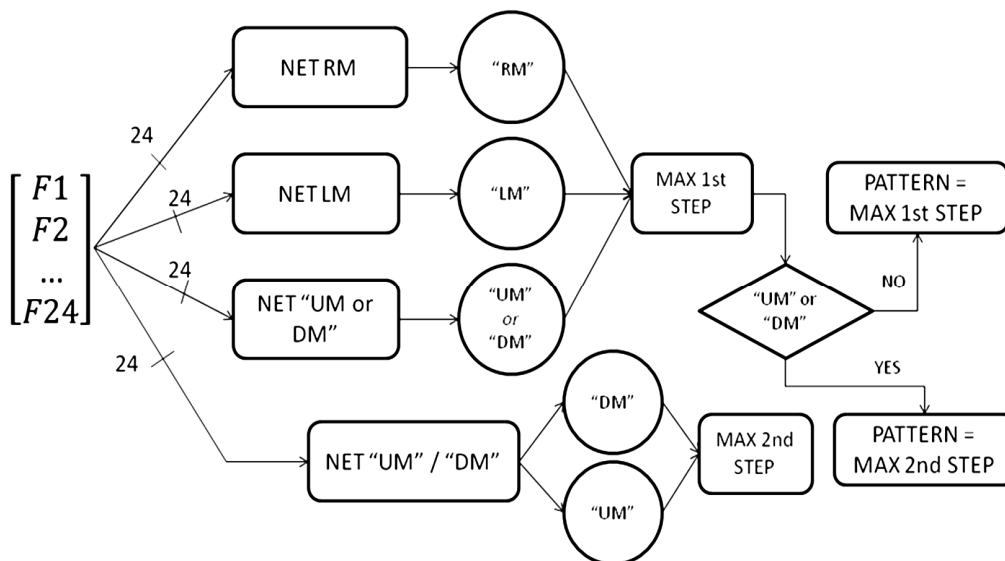 F1
F2
...
F24
24
24
24
24
NET RM
NET LM
NET "UM or
DM"
NET "UM" / "DM"
"RM"
"LM"
"UM"
or
"DM"
"DM"
"UM"
MAX 1st
STEP
MAX 2nd
STEP
"UM" or
"DM"
NO
YES
PATTERN =
MAX 1st STEP
PATTERN =
MAX 2nd STEP